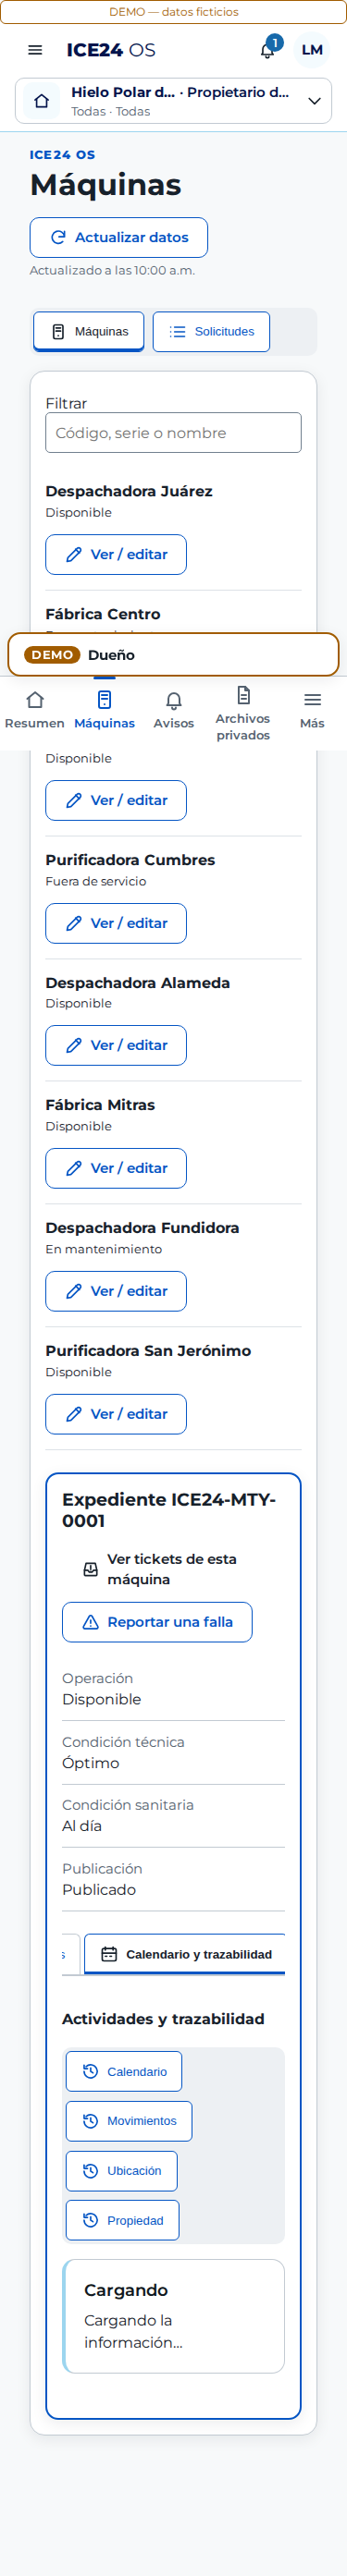 DEMO — datos ficticios
ICE24 OS
1
LM
Hielo Polar d... · Propietario d...
Todas · Todas
ICE24 OS
Máquinas
Actualizar datos
Actualizado a las 10:00 a.m.
Máquinas
Solicitudes
Filtrar
Código, serie o nombre
Despachadora Juárez
Disponible
Ver / editar
Fábrica Centro
DEMO Dueño
Resumen
Máquinas
Avisos
Archivos privados
Más
Disponible
Ver / editar
Purificadora Cumbres
Fuera de servicio
Ver / editar
Despachadora Alameda
Disponible
Ver / editar
Fábrica Mitras
Disponible
Ver / editar
Despachadora Fundidora
En mantenimiento
Ver / editar
Purificadora San Jerónimo
Disponible
Ver / editar
Expediente ICE24-MTY-
0001
Ver tickets de esta
máquina
Reportar una falla
Operación
Disponible
Condición técnica
Óptimo
Condición sanitaria
Al día
Publicación
Publicado
s
Calendario y trazabilidad
Actividades y trazabilidad
Calendario
Movimientos
Ubicación
Propiedad
Cargando
Cargando la
información...